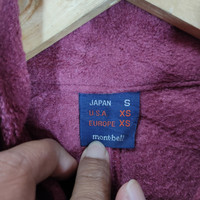 JAPAN S
U.S.A XS
EUROPE XS
mont-bell